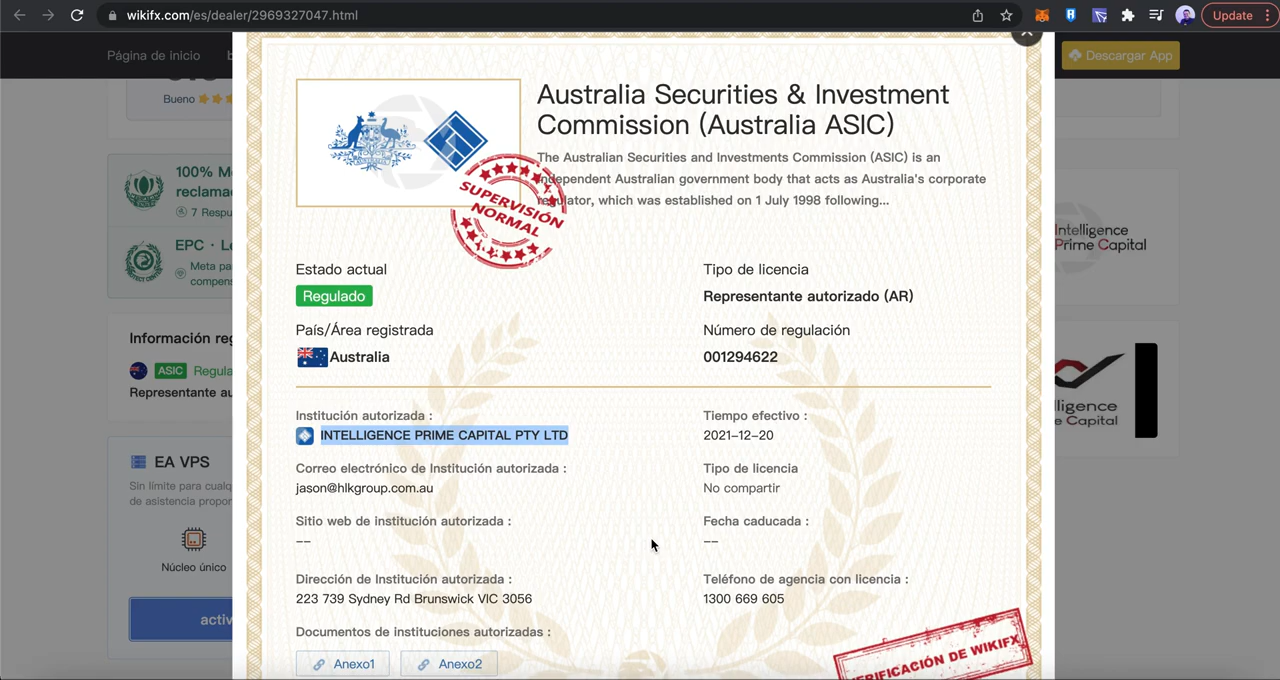 wikifx.com/es/dealer/2969327047.html
Update
Página de inicio
Descargar App
Bueno
Australia Securities & Investment
Commission (Australia ASIC)
The Australian Securities and Investments Commission (ASIC) is an
independent Australian government body that acts as Australia's corporate
regulator, which was established on 1 July 1998 following...
SUPERVISIÓN
NORMAL
100% M
reclama
7 Respu
EPC · Le
Meta pa
compens
Intelligence
Prime Capital
Estado actual
Regulado
Tipo de licencia
Representante autorizado (AR)
País/Área registrada
Australia
Número de regulación
001294622
Información reg
ASIC Regula
Representante au
ligence
e Capital
Institución autorizada :
INTELLIGENCE PRIME CAPITAL PTY LTD
Tiempo efectivo :
2021-12-20
Correo electrónico de Institución autorizada :
jason@hlkgroup.com.au
Tipo de licencia
No compartir
Sitio web de institución autorizada :
--
Fecha caducada :
--
EA VPS
Sin límite para cualq
de asistencia propor
Núcleo único
activ
Dirección de Institución autorizada :
223 739 Sydney Rd Brunswick VIC 3056
Teléfono de agencia con licencia :
1300 669 605
Documentos de instituciones autorizadas :
Anexo1
Anexo2
VERIFICACIÓN DE WIKIFX